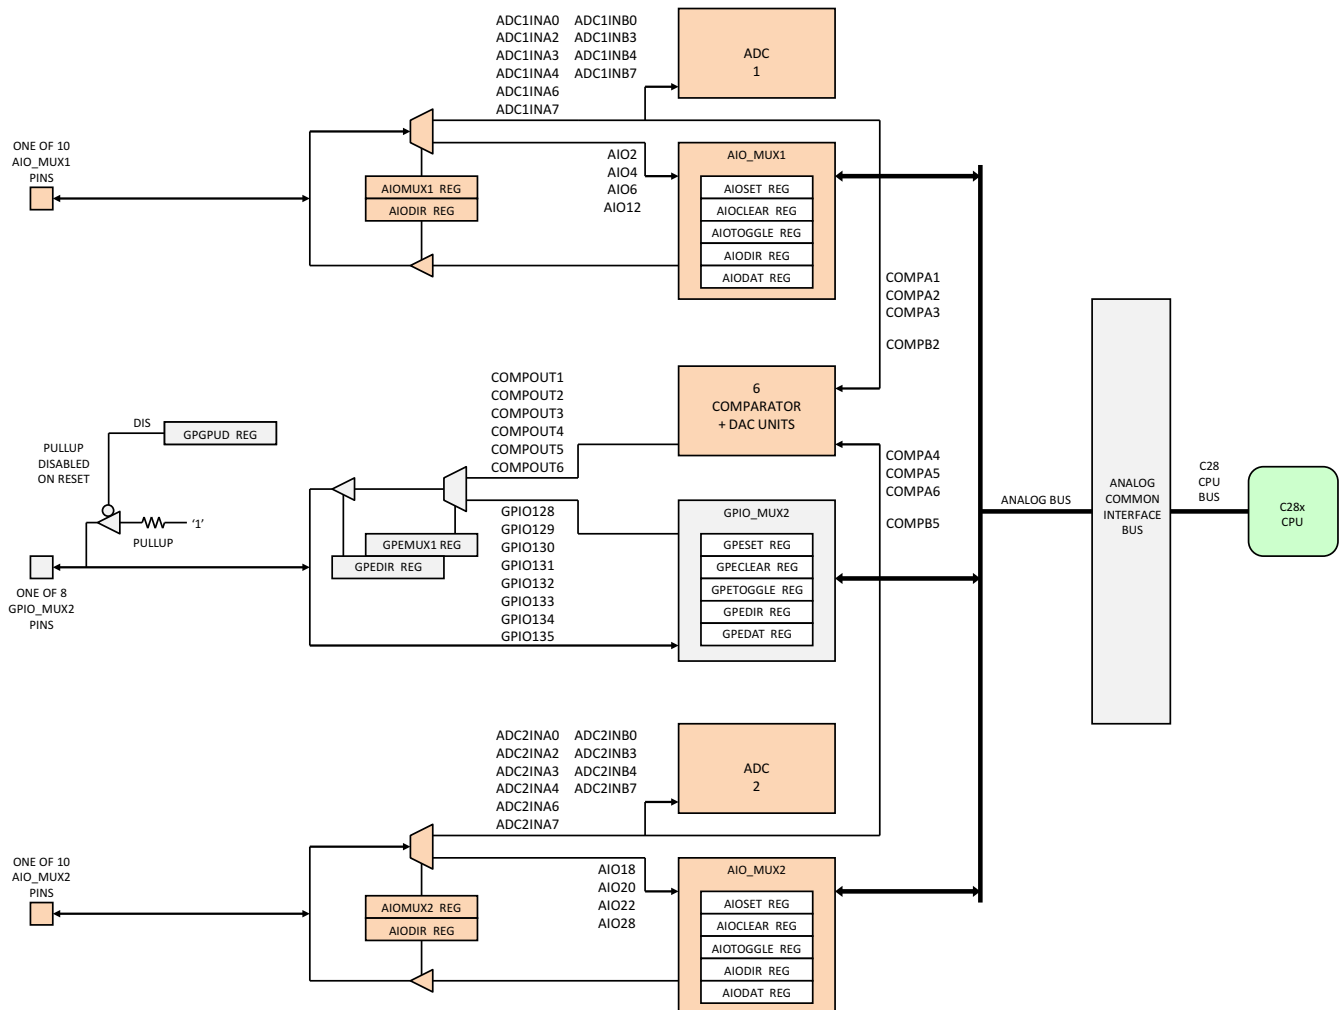 ADC1INA0 ADC1INB0
ADC1INA2 ADC1INB3
ADC1INA3 ADC1INB4
ADC1INA4 ADC1INB7
ADC1INA6
ADC1INA7
ADC
1
ONE OF 10
AIO_MUX1
PINS
AIOMUX1 REG
AIODIR REG
AIO2
AIO4
AIO6
AIO12
AIO_MUX1
AIOSET REG
AIOCLEAR REG
AIOTOGGLE REG
AIODIR REG
AIODAT REG
COMPA1
COMPA2
COMPA3
COMPB2
COMPOUT1
COMPOUT2
COMPOUT3
COMPOUT4
COMPOUT5
COMPOUT6
6
COMPARATOR
+ DAC UNITS
DIS
GPGPUD REG
PULLUP
DISABLED
ON RESET
'1'
PULLUP
ONE OF 8
GPIO_MUX2
PINS
GPEMUX1 REG
GPEDIR REG
GPIO128
GPIO129
GPIO130
GPIO131
GPIO132
GPIO133
GPIO134
GPIO135
GPIO_MUX2
GPESET REG
GPECLEAR REG
GPETOGGLE REG
GPEDIR REG
GPEDAT REG
COMPA4
COMPA5
COMPA6
COMPB5
ANALOG BUS
ANALOG
COMMON
INTERFACE
BUS
C28
CPU
BUS
C28x
CPU
ADC2INA0 ADC2INB0
ADC2INA2 ADC2INB3
ADC2INA3 ADC2INB4
ADC2INA4 ADC2INB7
ADC2INA6
ADC2INA7
ADC
2
ONE OF 10
AIO_MUX2
PINS
AIOMUX2 REG
AIODIR REG
AIO18
AIO20
AIO22
AIO28
AIO_MUX2
AIOSET REG
AIOCLEAR REG
AIOTOGGLE REG
AIODIR REG
AIODAT REG